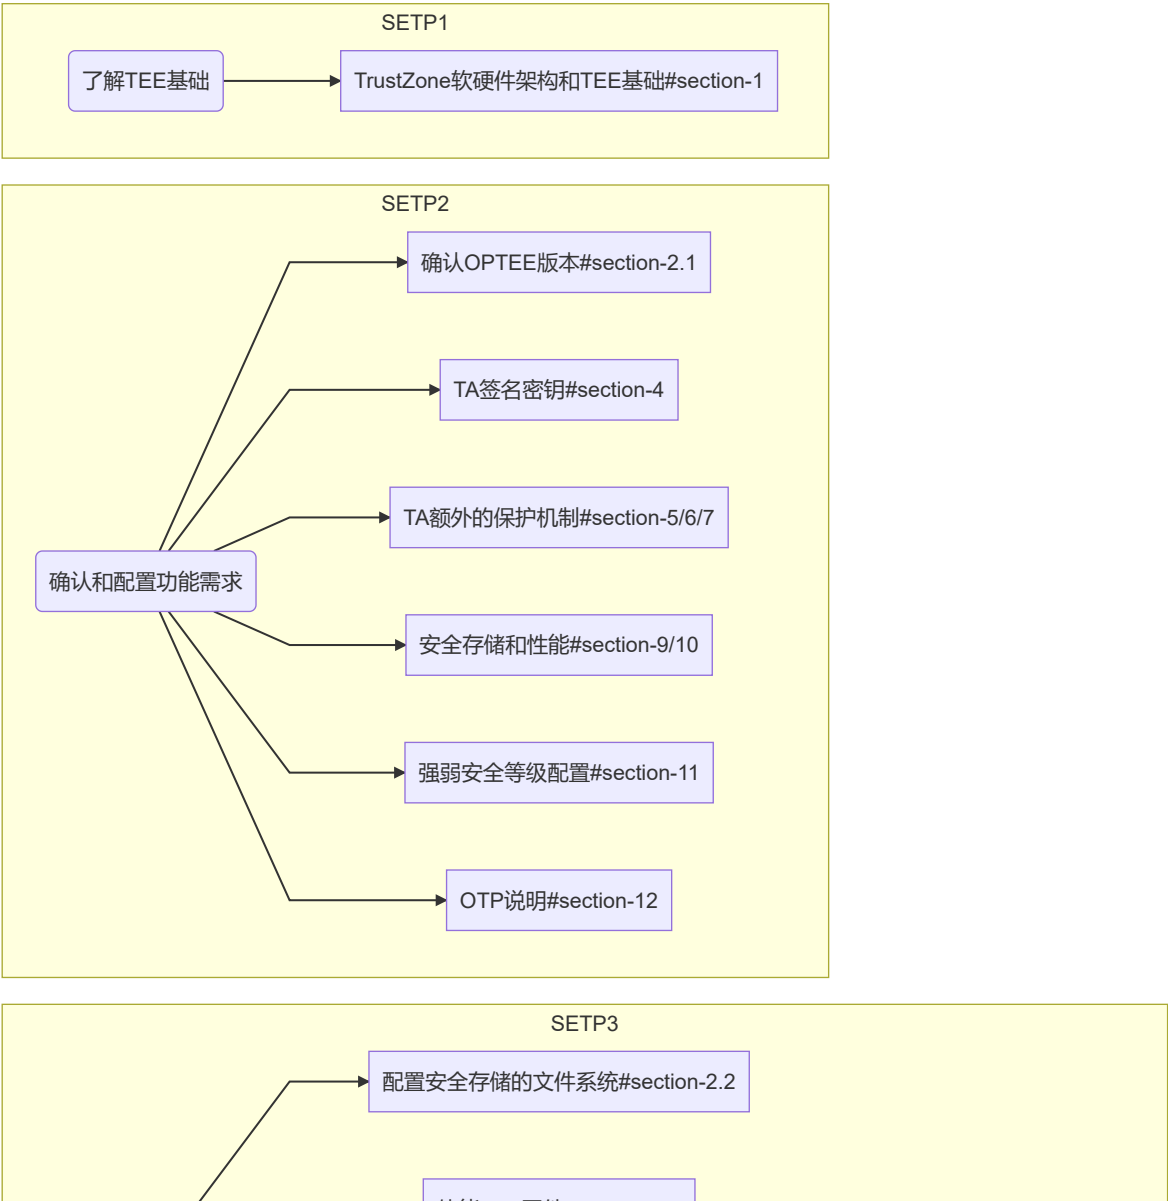 SETP1
了解TEE基础
TrustZone软硬件架构和TEE基础#section-1
SETP2
确认OPTEE版本#section-2.1
TA签名密钥#section-4
TA额外的保护机制#section-5/6/7
确认和配置功能需求
安全存储和性能#section-9/10
强弱安全等级配置#section-11
OTP说明#section-12
SETP3
配置安全存储的文件系统#section-2.2